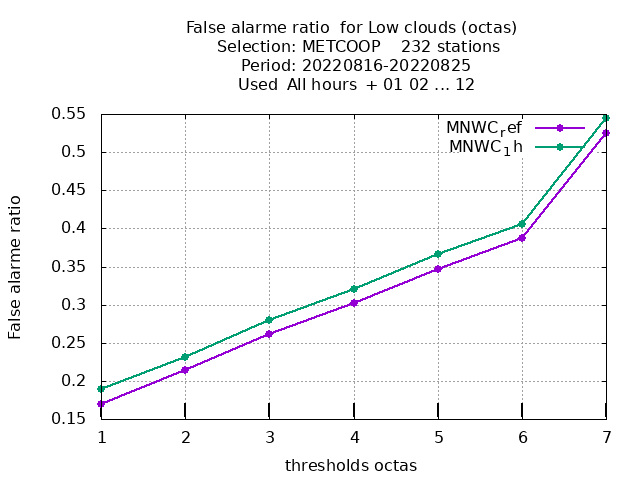 False alarme ratio  for Low clouds (octas)
Selection: METCOOP    232 stations
Period: 20220816-20220825
Used  All hours  + 01 02 ... 12
MNWC_ref
MNWC_1h
0.55
0.5
0.45
0.4
0.35
0.3
0.25
0.2
0.15
False alarme ratio
1 2 3 4 5 6 7
thresholds octas